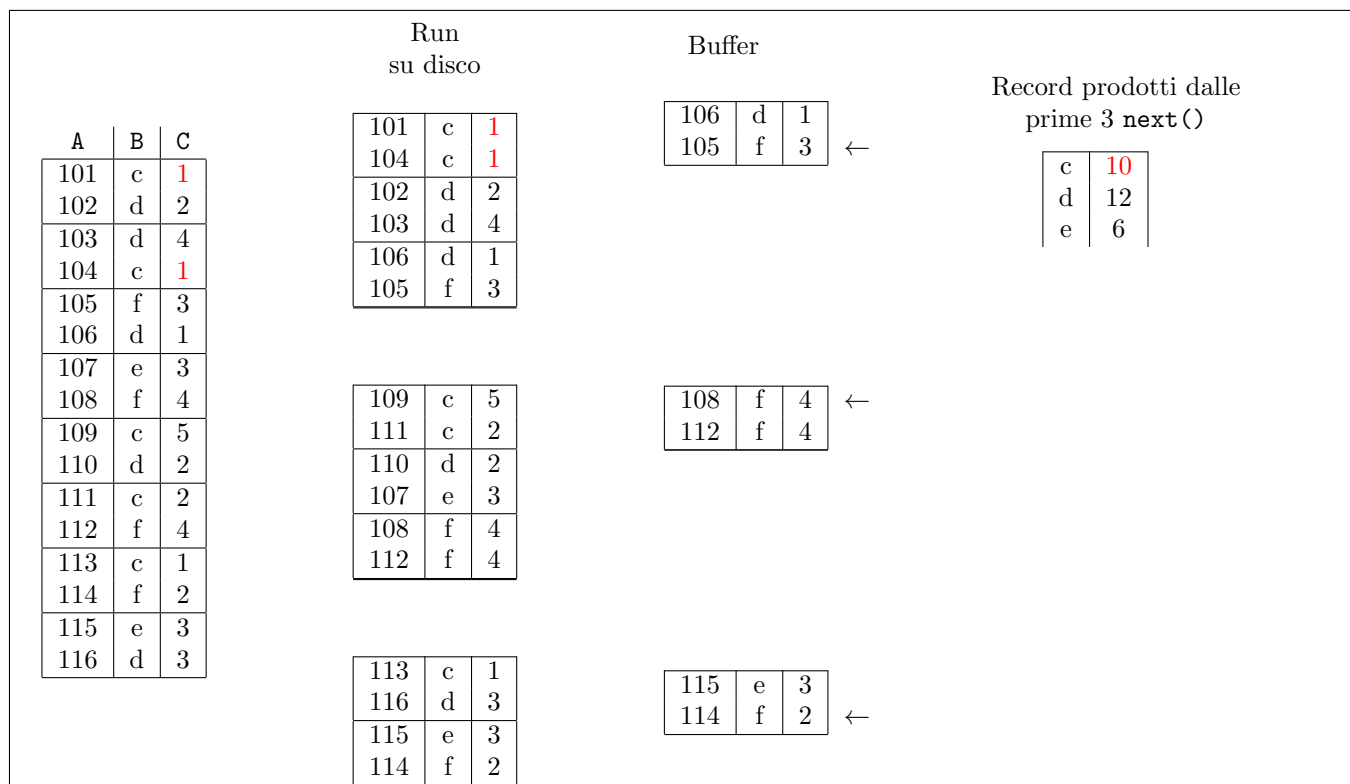 Run
su disco
Buffer
Record prodotti dalle
prime 3 next()
A B C
101 c 1
102 d 2
103 d 4
104 c 1
105 f 3
106 d 1
107 e 3
108 f 4
109 c 5
110 d 2
111 c 2
112 f 4
113 c 1
114 f 2
115 e 3
116 d 3
101 c 1
104 c 1
102 d 2
103 d 4
106 d 1
105 f 3
109 c 5
111 c 2
110 d 2
107 e 3
108 f 4
112 f 4
113 c 1
116 d 3
115 e 3
114 f 2
106 d 1
105 f 3 ←
108 f 4 ←
112 f 4
115 e 3
114 f 2 ←
c 10
d 12
e 6